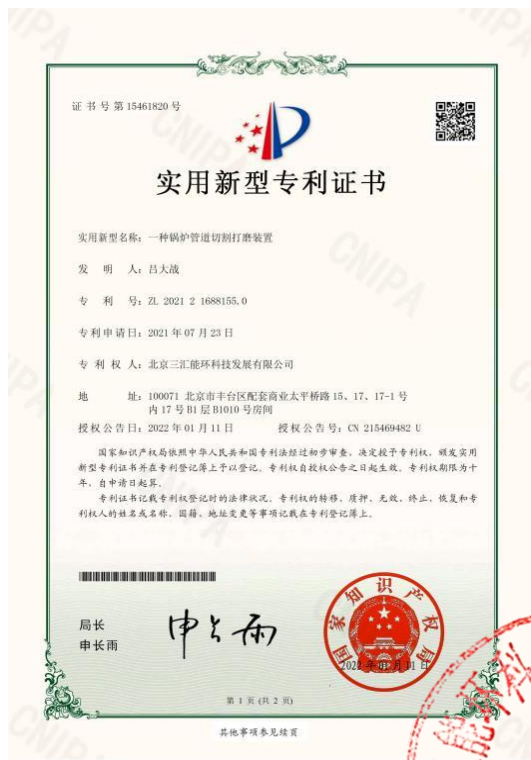 证书号第15461820号
实用新型专利证书
实用新型名称：一种锅炉管道切割打磨装置
发明人：吕大战
专利号：ZL 2021 2 1688155.0
专利申请日：2021年07月23日
专利权人：北京三汇能环科技发展有限公司
地址：100071 北京市丰台区配套商业太平桥路15、17、17-1号
内17号B1层B1010号房间
授权公告日：2022年01月11日 授权公告号：CN 215469482 U
国家知识产权局依照中华人民共和国专利法经过初步审查，决定授予专利权，颁发实用
新型专利证书并在专利登记簿上予以登记。专利权自授权公告之日起生效。专利权期限为十
年，自申请日起算。
专利证书记载专利权登记时的法律状况。专利权的转移、质押、无效、终止、恢复和专
利权人的姓名或名称、国籍、地址变更等事项记载在专利登记簿上。
局长
申长雨
申长雨
国家知识产权局
2022年01月11日
第 1 页 (共 2 页)
其他事项参见续页
CNIPA
能环科